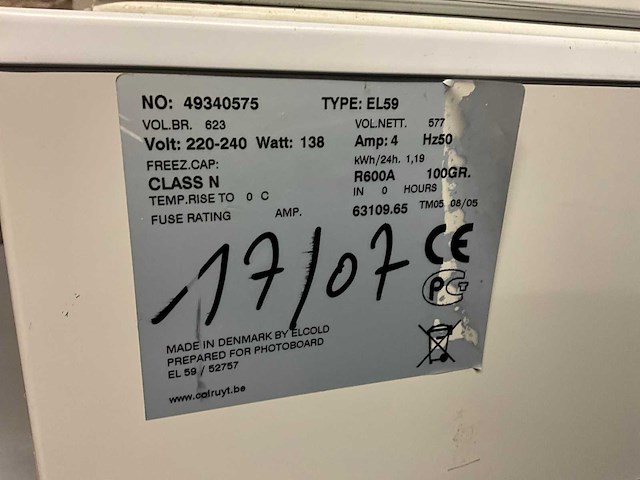 NO: 49340575 TYPE: EL59
VOL.BR. 623 VOL.NETT. 577
Volt: 220-240 Watt: 138 Amp: 4 Hz50
FREEZ.CAP: kWh/24h. 1,19
CLASS N R600A 100GR.
TEMP.RISE TO 0 C IN 0 HOURS
FUSE RATING AMP. 63109.65 TM05 08/05
17/07
CE
PC
MADE IN DENMARK BY ELCOLD
PREPARED FOR PHOTOBOARD
EL 59 / 52757
www.colruyt.be